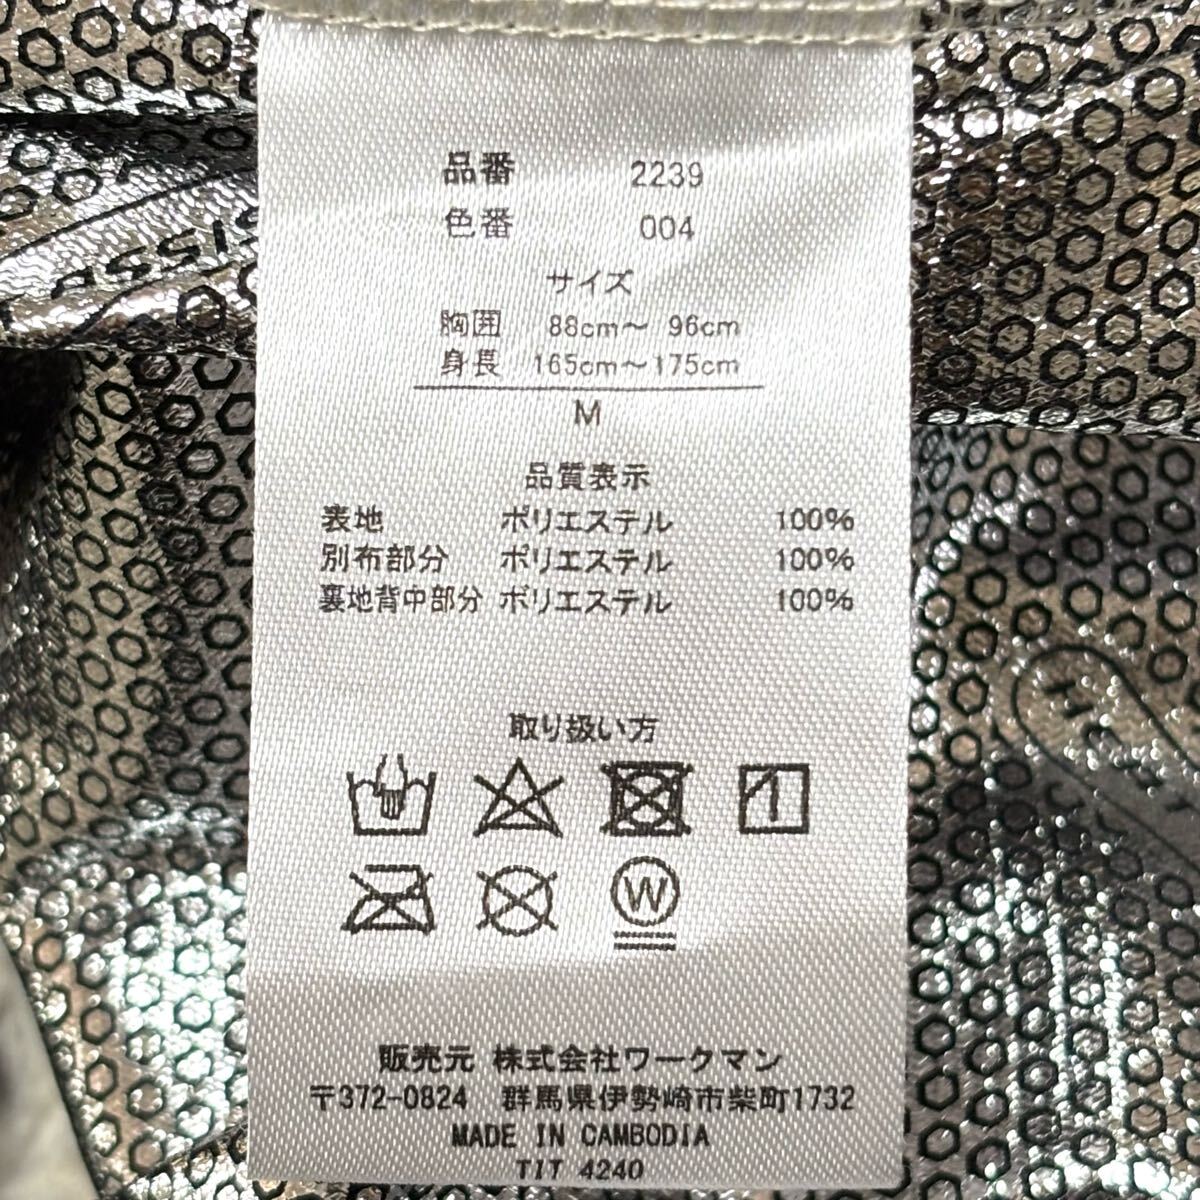 品番 2239
色番 004
サイズ
胸囲 88cm～ 96cm
身長 165cm～175cm
M
品質表示
表地 ポリエステル 100%
別布部分 ポリエステル 100%
裏地背中部分 ポリエステル 100%
取り扱い方
W
販売元 株式会社ワークマン
〒372-0824 群馬県伊勢崎市柴町1732
MADE IN CAMBODIA
TIT 4240